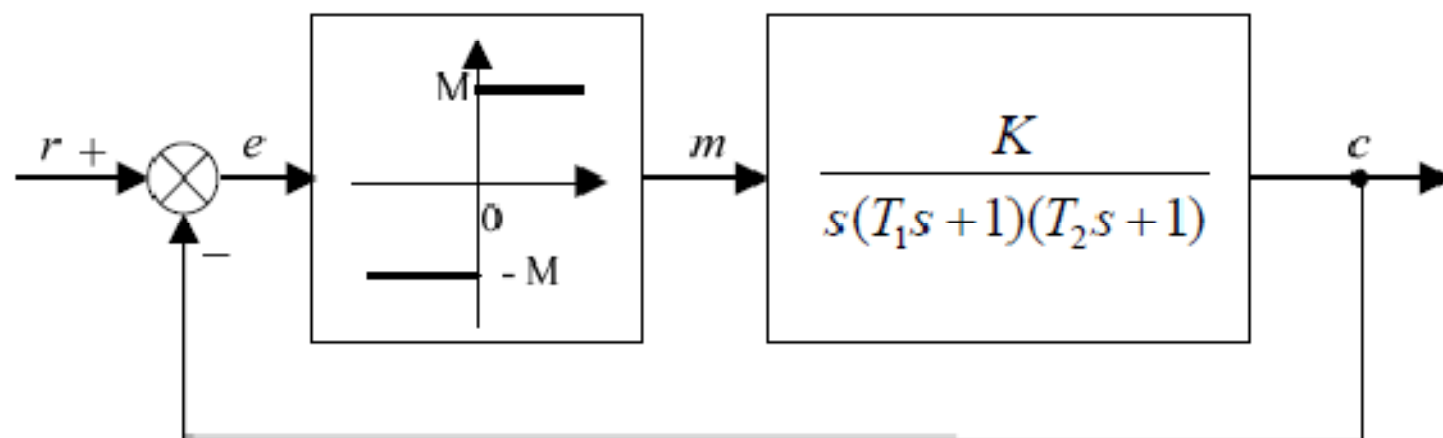 M
r +
e
m
K
s(T₁s + 1)(T₂s + 1)
c
0
−
- M